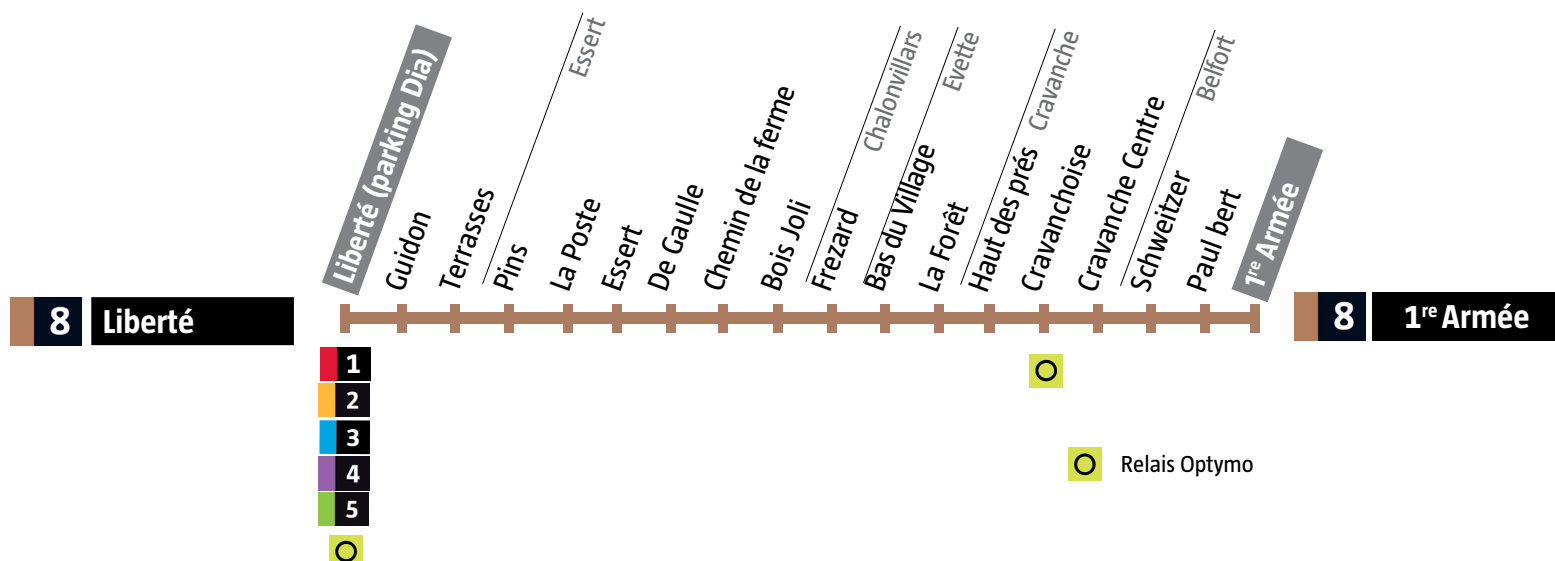 Liberté (parking Dia)
Guidon
Terrasses
Pins
Essert
La Poste
Essert
De Gaulle
Chemin de la ferme
Bois Joli
Frezard
Chalonvillars
Bas du Village
Evette
La Forêt
Haut des prés
Cravanche
Cravanchoise
Cravanche Centre
Schweitzer
Belfort
Paul bert
1re Armée
8 Liberté
8 1re Armée
1
2
3
4
5
Relais Optymo